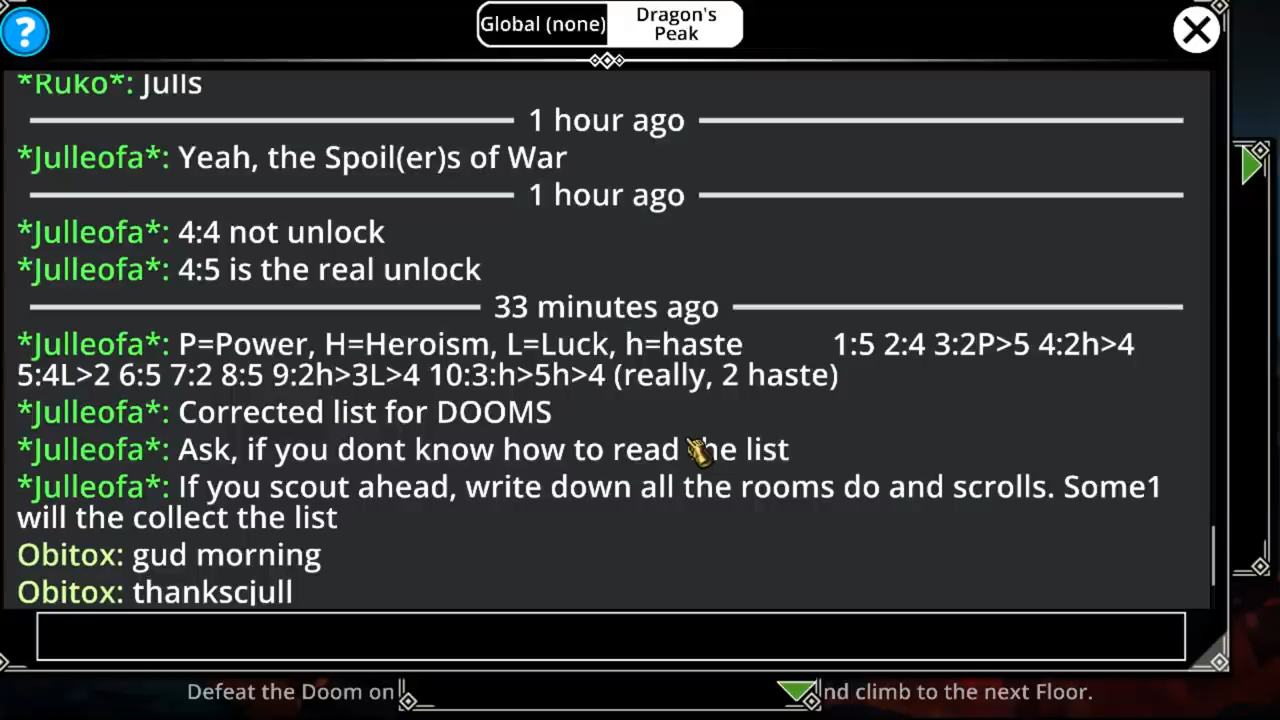 Global (none)
Dragon's
Peak
*Ruko*: Julls
1 hour ago
*Julleofa*: Yeah, the Spoil(er)s of War
1 hour ago
*Julleofa*: 4:4 not unlock
*Julleofa*: 4:5 is the real unlock
33 minutes ago
*Julleofa*: P=Power, H=Heroism, L=Luck, h=haste 1:5 2:4 3:2P>5 4:2h>4
5:4L>2 6:5 7:2 8:5 9:2h>3L>4 10:3:h>5h>4 (really, 2 haste)
*Julleofa*: Corrected list for DOOMS
*Julleofa*: Ask, if you dont know how to read the list
*Julleofa*: If you scout ahead, write down all the rooms do and scrolls. Some1
will the collect the list
Obitox: gud morning
Obitox: thankscjull
Defeat the Doom on nd climb to the next Floor.